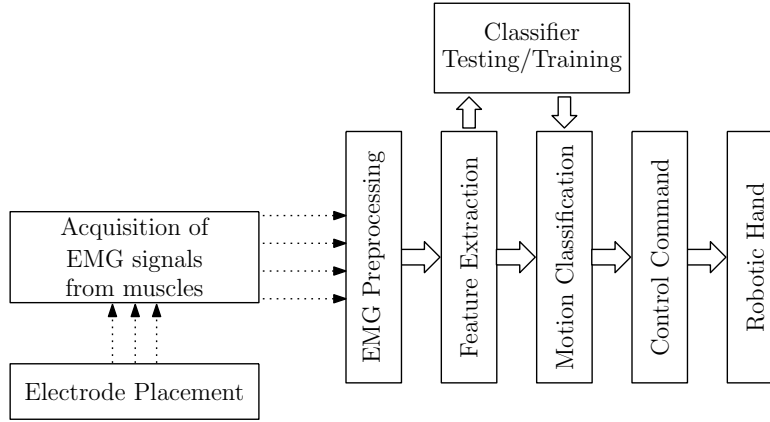 Classifier
Testing/Training
Acquisition of
EMG signals
from muscles
Electrode Placement
EMG Preprocessing
Feature Extraction
Motion Classification
Control Command
Robotic Hand